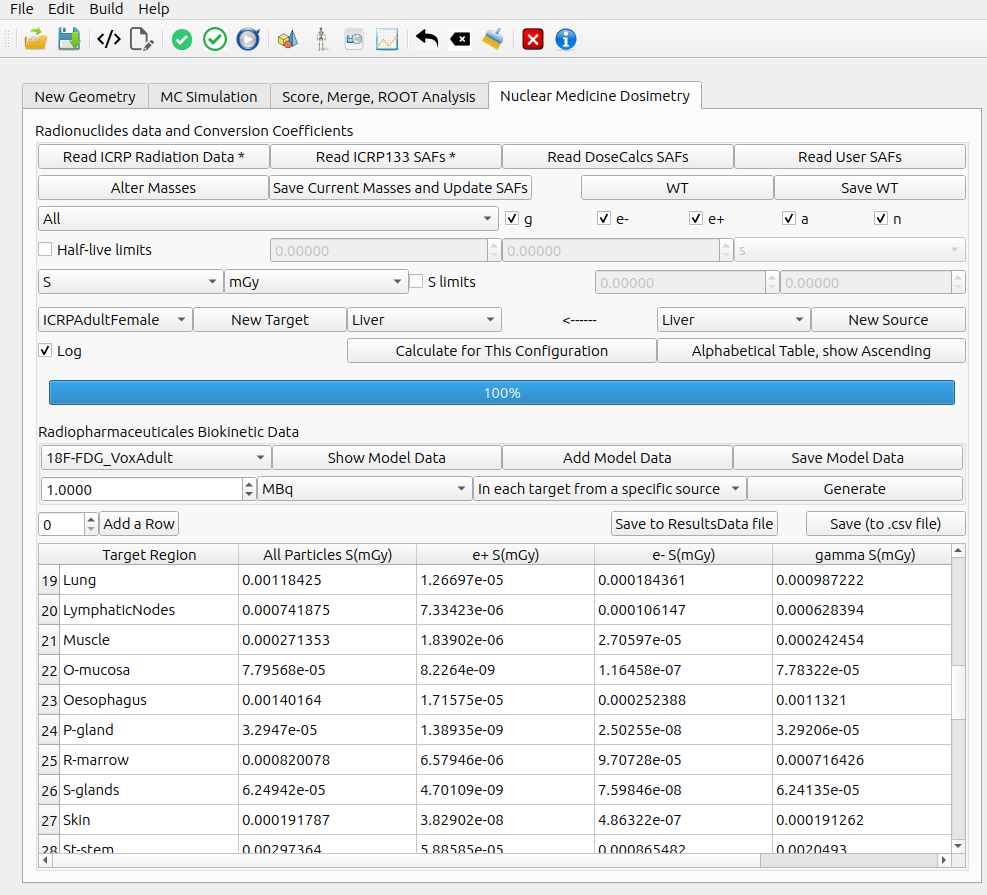 File Edit Build Help
New Geometry MC Simulation Score, Merge, ROOT Analysis Nuclear Medicine Dosimetry
Radionuclides data and Conversion Coefficients
Read ICRP Radiation Data * Read ICRP133 SAFs * Read DoseCalcs SAFs Read User SAFs
Alter Masses Save Current Masses and Update SAFs WT Save WT
All g e- e+ a n
Half-live limits 0.00000 0.00000 s
S mGy S limits 0.00000 0.00000
ICRPAdultFemale New Target Liver <------ Liver New Source
Log Calculate for This Configuration Alphabetical Table, show Ascending
100%
Radiopharmaceuticales Biokinetic Data
18F-FDG_VoxAdult Show Model Data Add Model Data Save Model Data
1.0000 MBq In each target from a specific source Generate
0 Add a Row Save to ResultsData file Save (to .csv file)
Target Region All Particles S(mGy) e+ S(mGy) e- S(mGy) gamma S(mGy)
19 Lung 0.00118425 1.26697e-05 0.000184361 0.000987222
20 LymphaticNodes 0.000741875 7.33423e-06 0.000106147 0.000628394
21 Muscle 0.000271353 1.83902e-06 2.70597e-05 0.000242454
22 O-mucosa 7.79568e-05 8.2264e-09 1.16458e-07 7.78322e-05
23 Oesophagus 0.00140164 1.71575e-05 0.000252388 0.0011321
24 P-gland 3.2947e-05 1.38935e-09 2.50255e-08 3.29206e-05
25 R-marrow 0.000820078 6.57946e-06 9.70728e-05 0.000716426
26 S-glands 6.24942e-05 4.70109e-09 7.59846e-08 6.24135e-05
27 Skin 0.000191787 3.82902e-08 4.86322e-07 0.000191262
28 St-stem 0.00297364 5.88585e-05 0.000865482 0.0020493